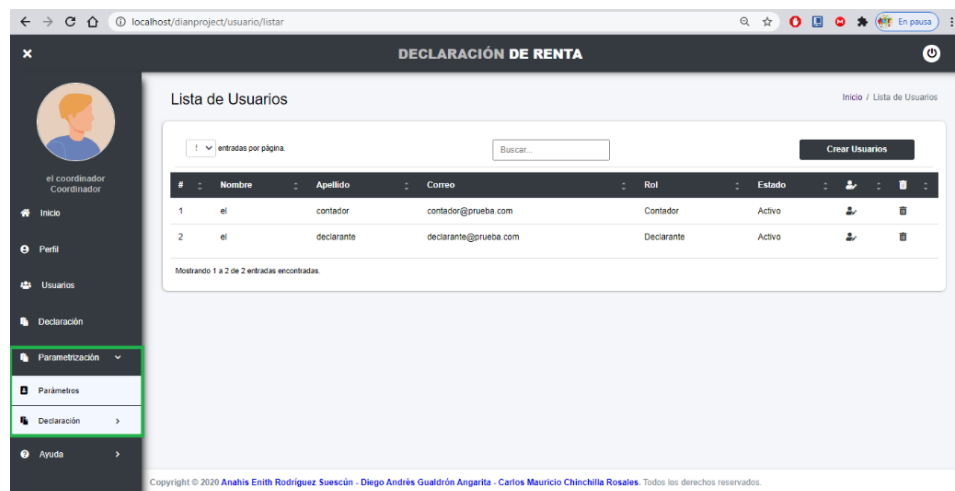 localhost/dianproject/usuario/listar
En pausa
DECLARACIÓN DE RENTA
el coordinador
Coordinador
Inicio
Perfil
Usuarios
Declaración
Parametrización
Parámetros
Declaración
Ayuda
Lista de Usuarios
Inicio / Lista de Usuarios
entradas por página.
Buscar...
Crear Usuarios
# Nombre Apellido Correo Rol Estado
1 el contador contador@prueba.com Contador Activo
2 el declarante declarante@prueba.com Declarante Activo
Mostrando 1 a 2 de 2 entradas encontradas.
Copyright © 2020 Anahis Enith Rodríguez Suescún - Diego Andrés Gualdrón Angarita - Carlos Mauricio Chinchilla Rosales. Todos los derechos reservados.